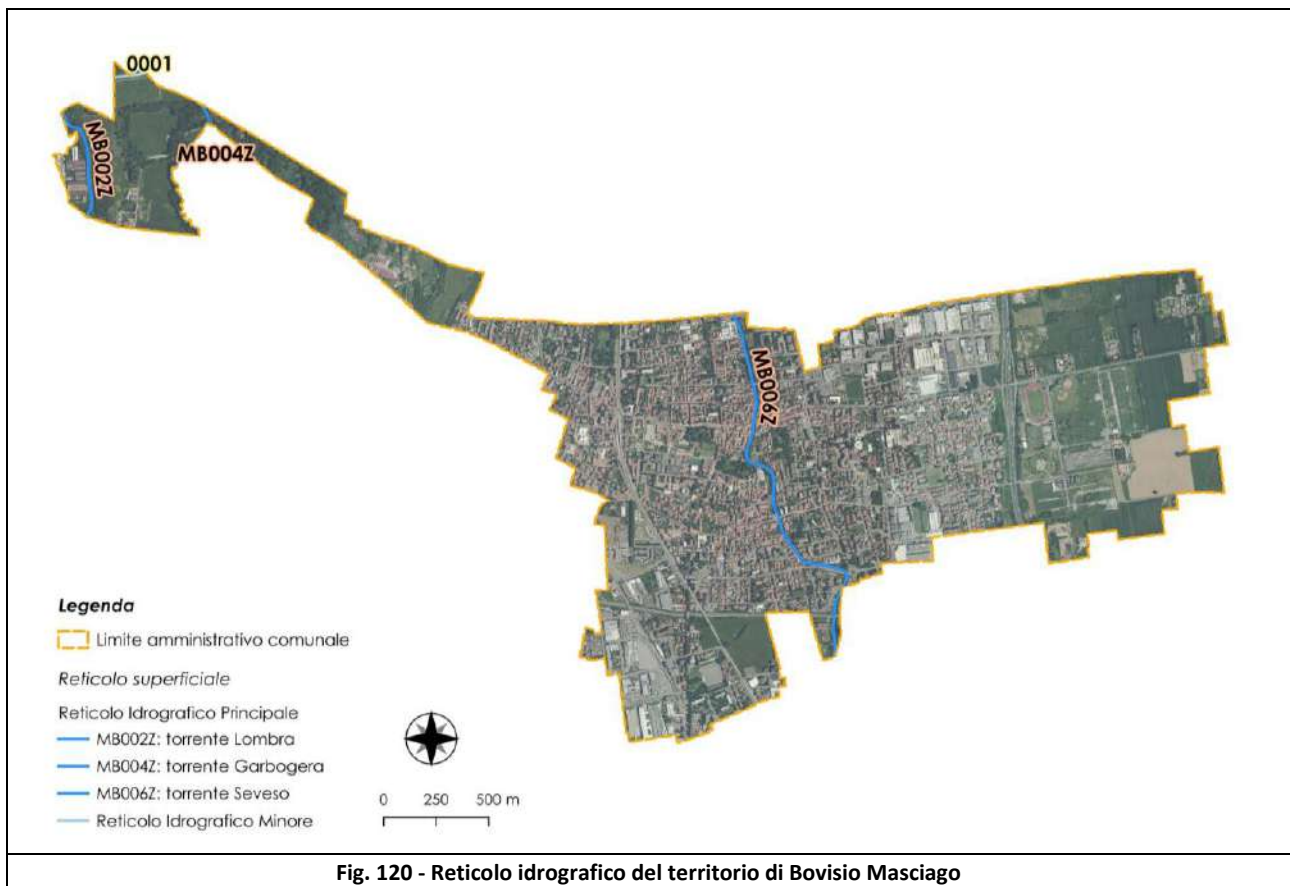 0001
MB002Z
MB004Z
MB006Z
Legenda
Limite amministrativo comunale
Reticolo superficiale
Reticolo Idrografico Principale
MB002Z: torrente Lombra
MB004Z: torrente Garbogera
MB006Z: torrente Seveso
Reticolo Idrografico Minore
0 250 500 m
Fig. 120 - Reticolo idrografico del territorio di Bovisio Masciago